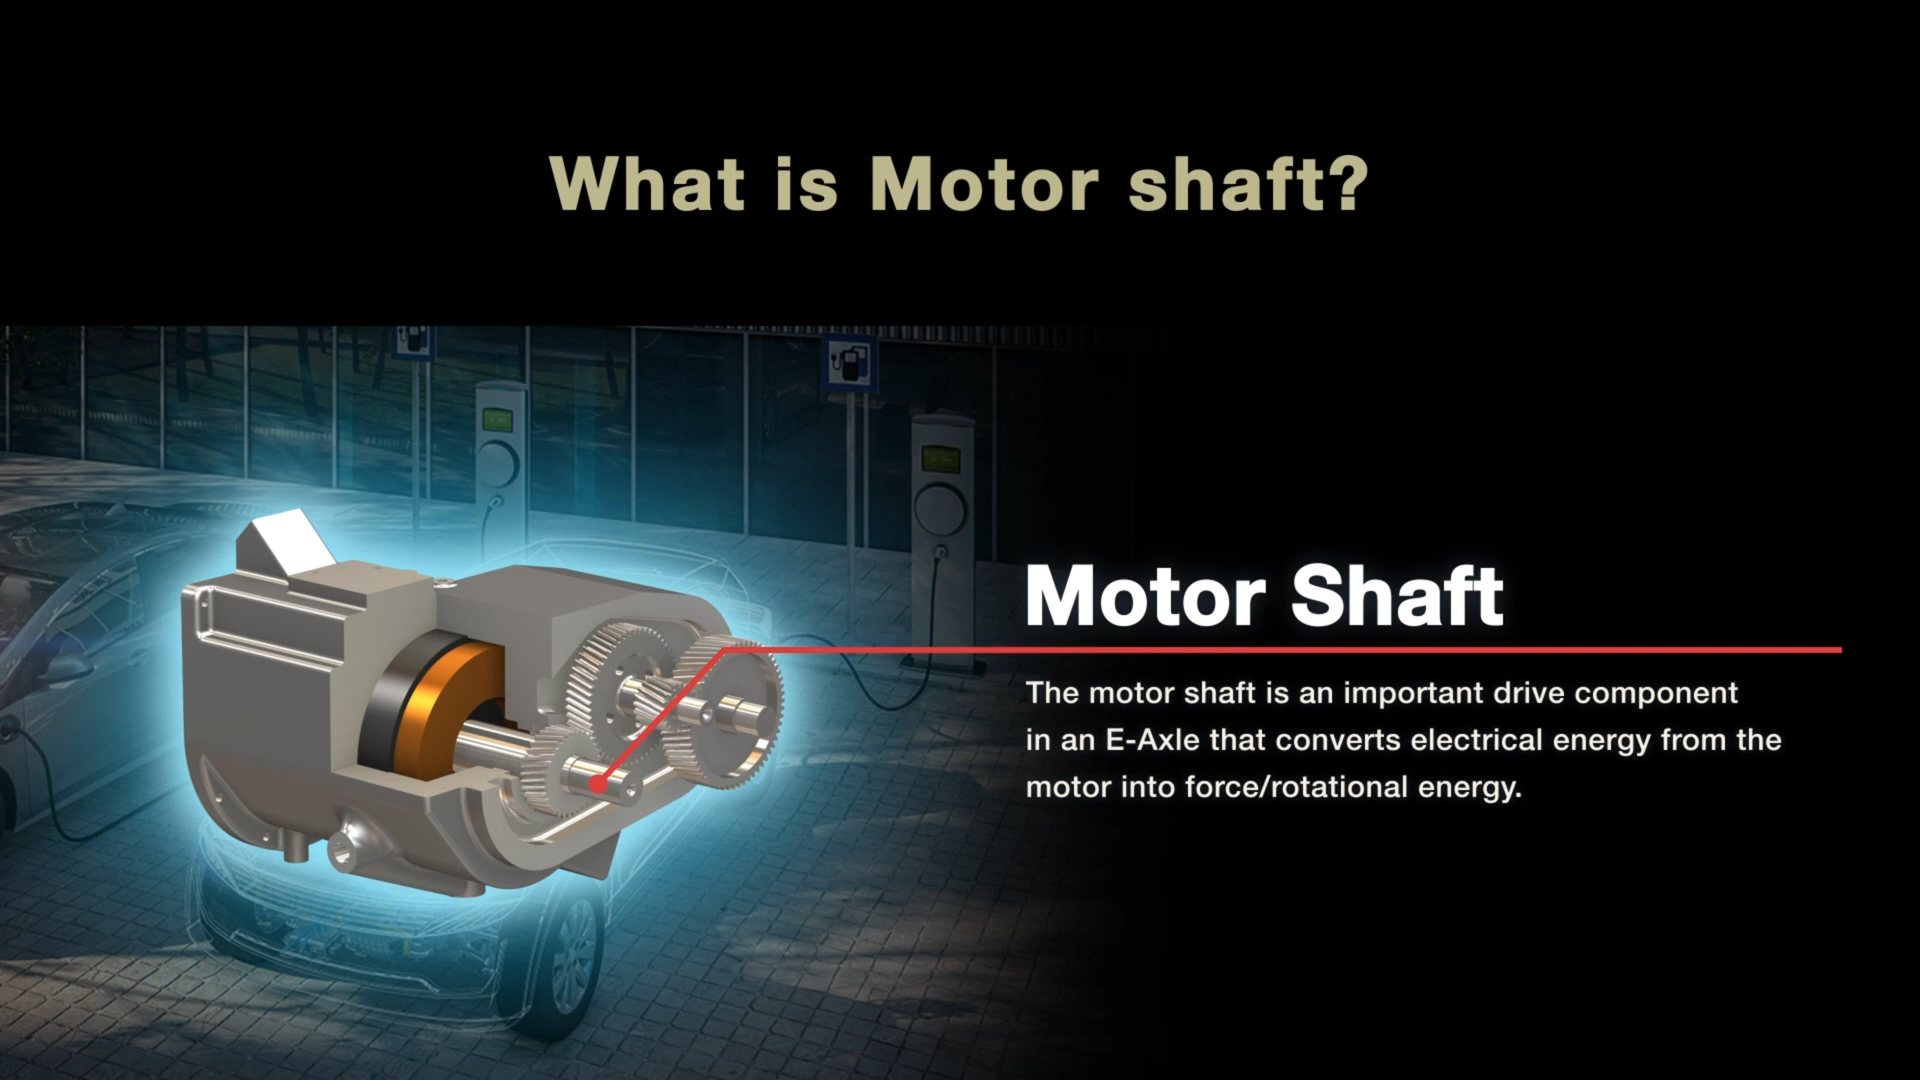 What is Motor shaft?
Motor Shaft
The motor shaft is an important drive component
in an E-Axle that converts electrical energy from the
motor into force/rotational energy.